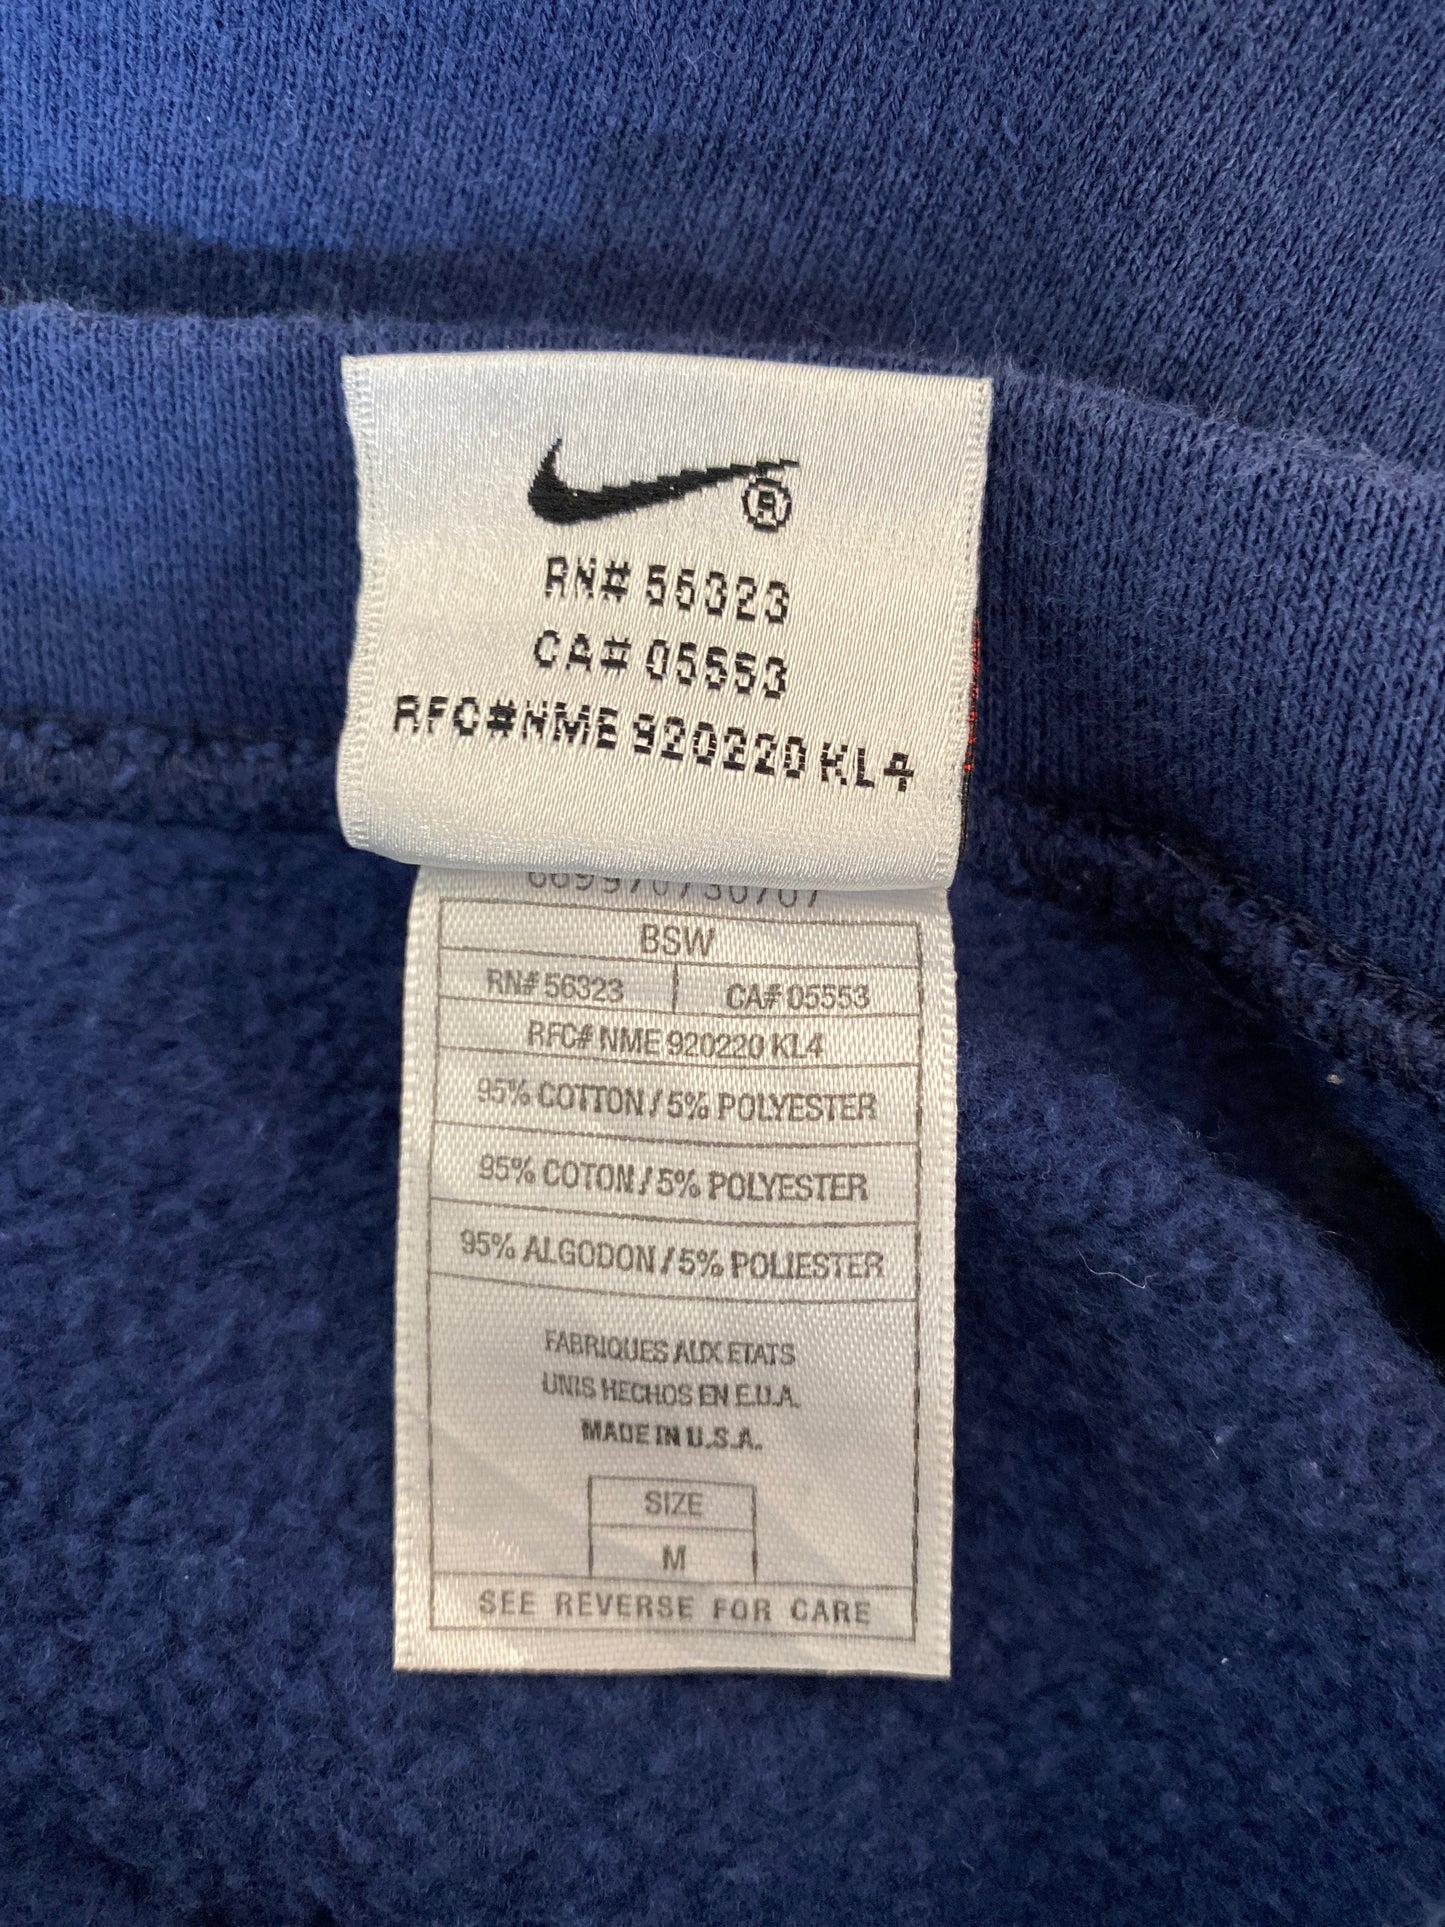 ®
RN# 56323
CA# 05553
RFC#NME 920220 KL4
BSW
RN# 56323 CA# 05553
RFC# NME 920220 KL4
95% COTTON / 5% POLYESTER
95% COTON / 5% POLYESTER
95% ALGODON / 5% POLIESTER
FABRIQUES AUX ETATS
UNIS HECHOS EN E.U.A.
MADE IN U.S.A.
SIZE
M
SEE REVERSE FOR CARE